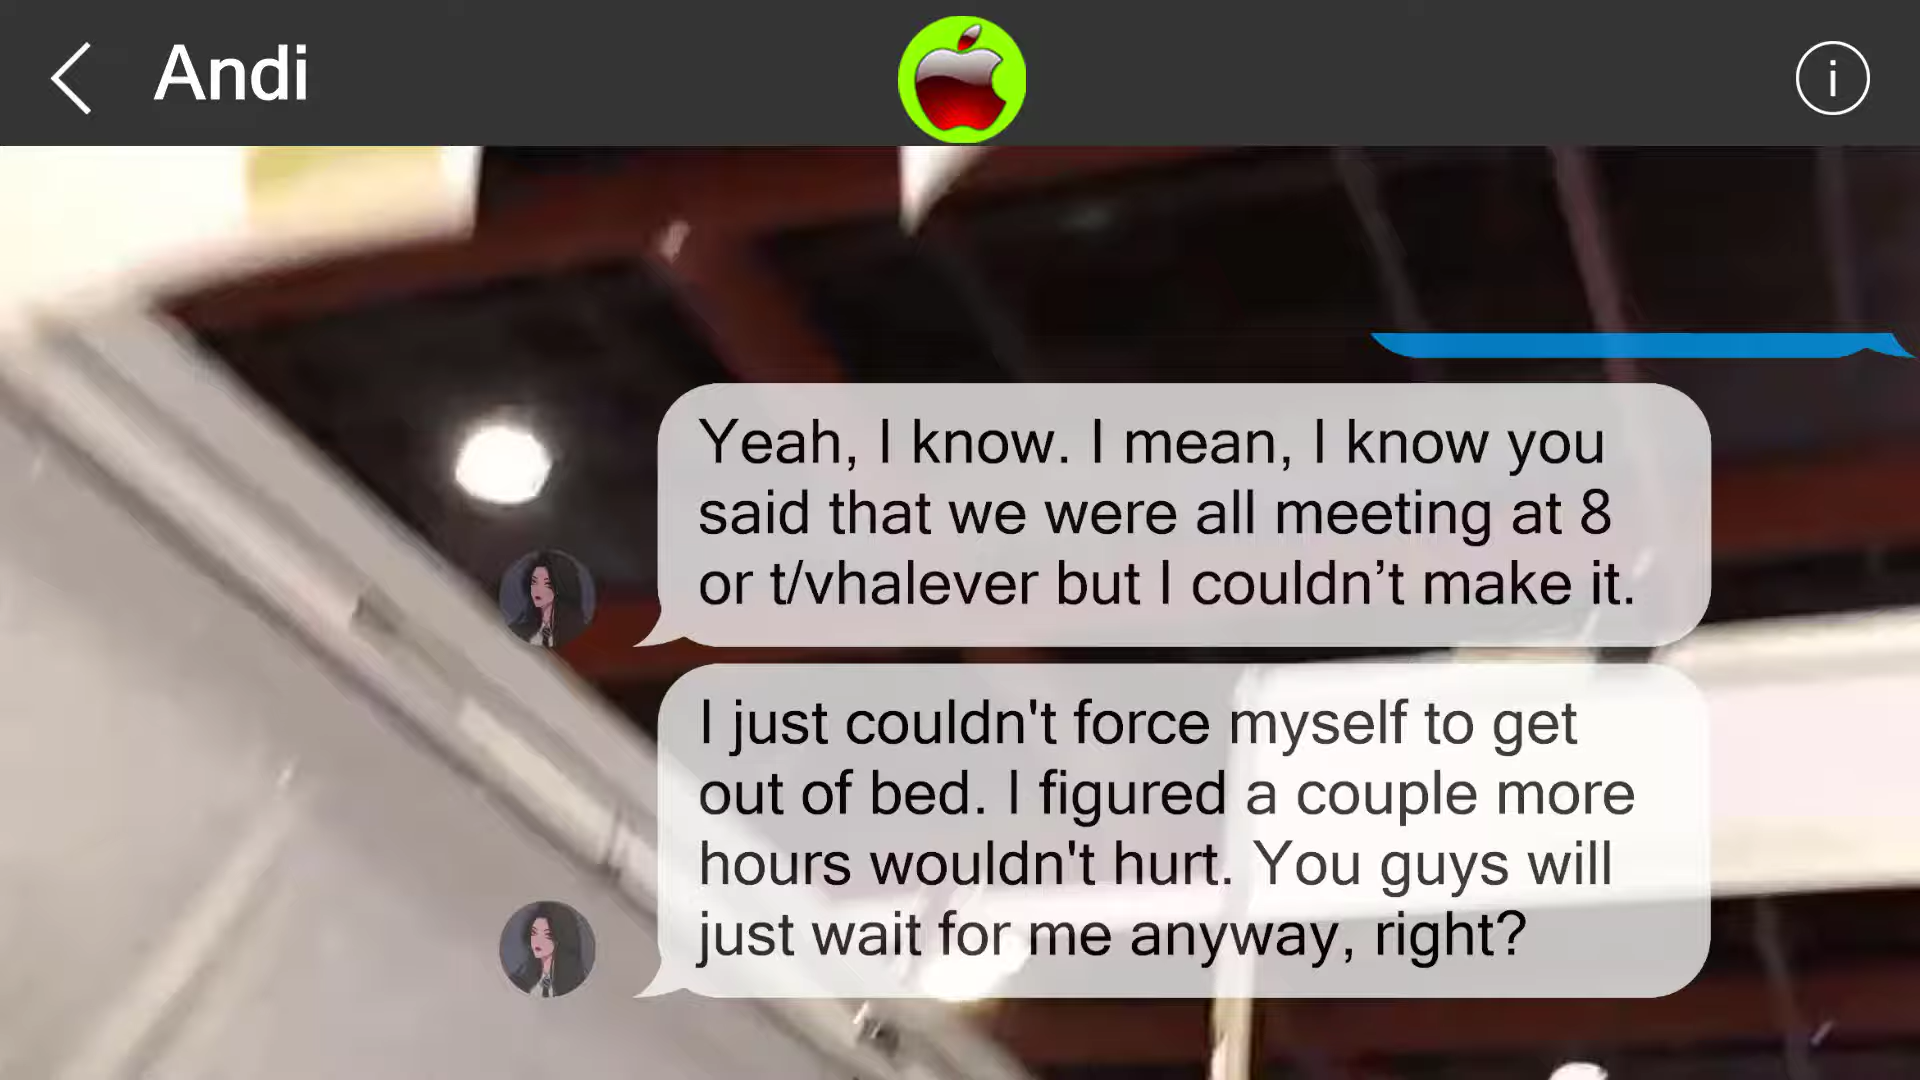 Andi
Yeah, I know. I mean, I know you
said that we were all meeting at 8
or t/vhalever but I couldn’t make it.
I just couldn't force myself to get
out of bed. I figured a couple more
hours wouldn't hurt. You guys will
just wait for me anyway, right?